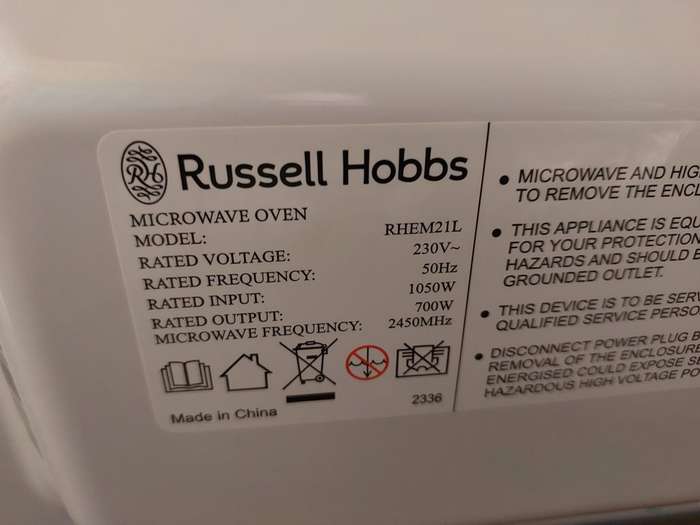 RH
Russell Hobbs
MICROWAVE OVEN
MODEL: RHEM21L
RATED VOLTAGE: 230V~
RATED FREQUENCY: 50Hz
RATED INPUT: 1050W
RATED OUTPUT: 700W
MICROWAVE FREQUENCY: 2450MHz
Made in China 2336
• MICROWAVE AND HIG
TO REMOVE THE ENCL
• THIS APPLIANCE IS EQU
FOR YOUR PROTECTION
HAZARDS AND SHOULD B
GROUNDED OUTLET.
• THIS DEVICE IS TO BE SERV
QUALIFIED SERVICE PERSO
• DISCONNECT POWER PLUG B
REMOVAL OF THE ENCLOSURE
ENERGISED COULD EXPOSE SE
HAZARDOUS HIGH VOLTAGE PO